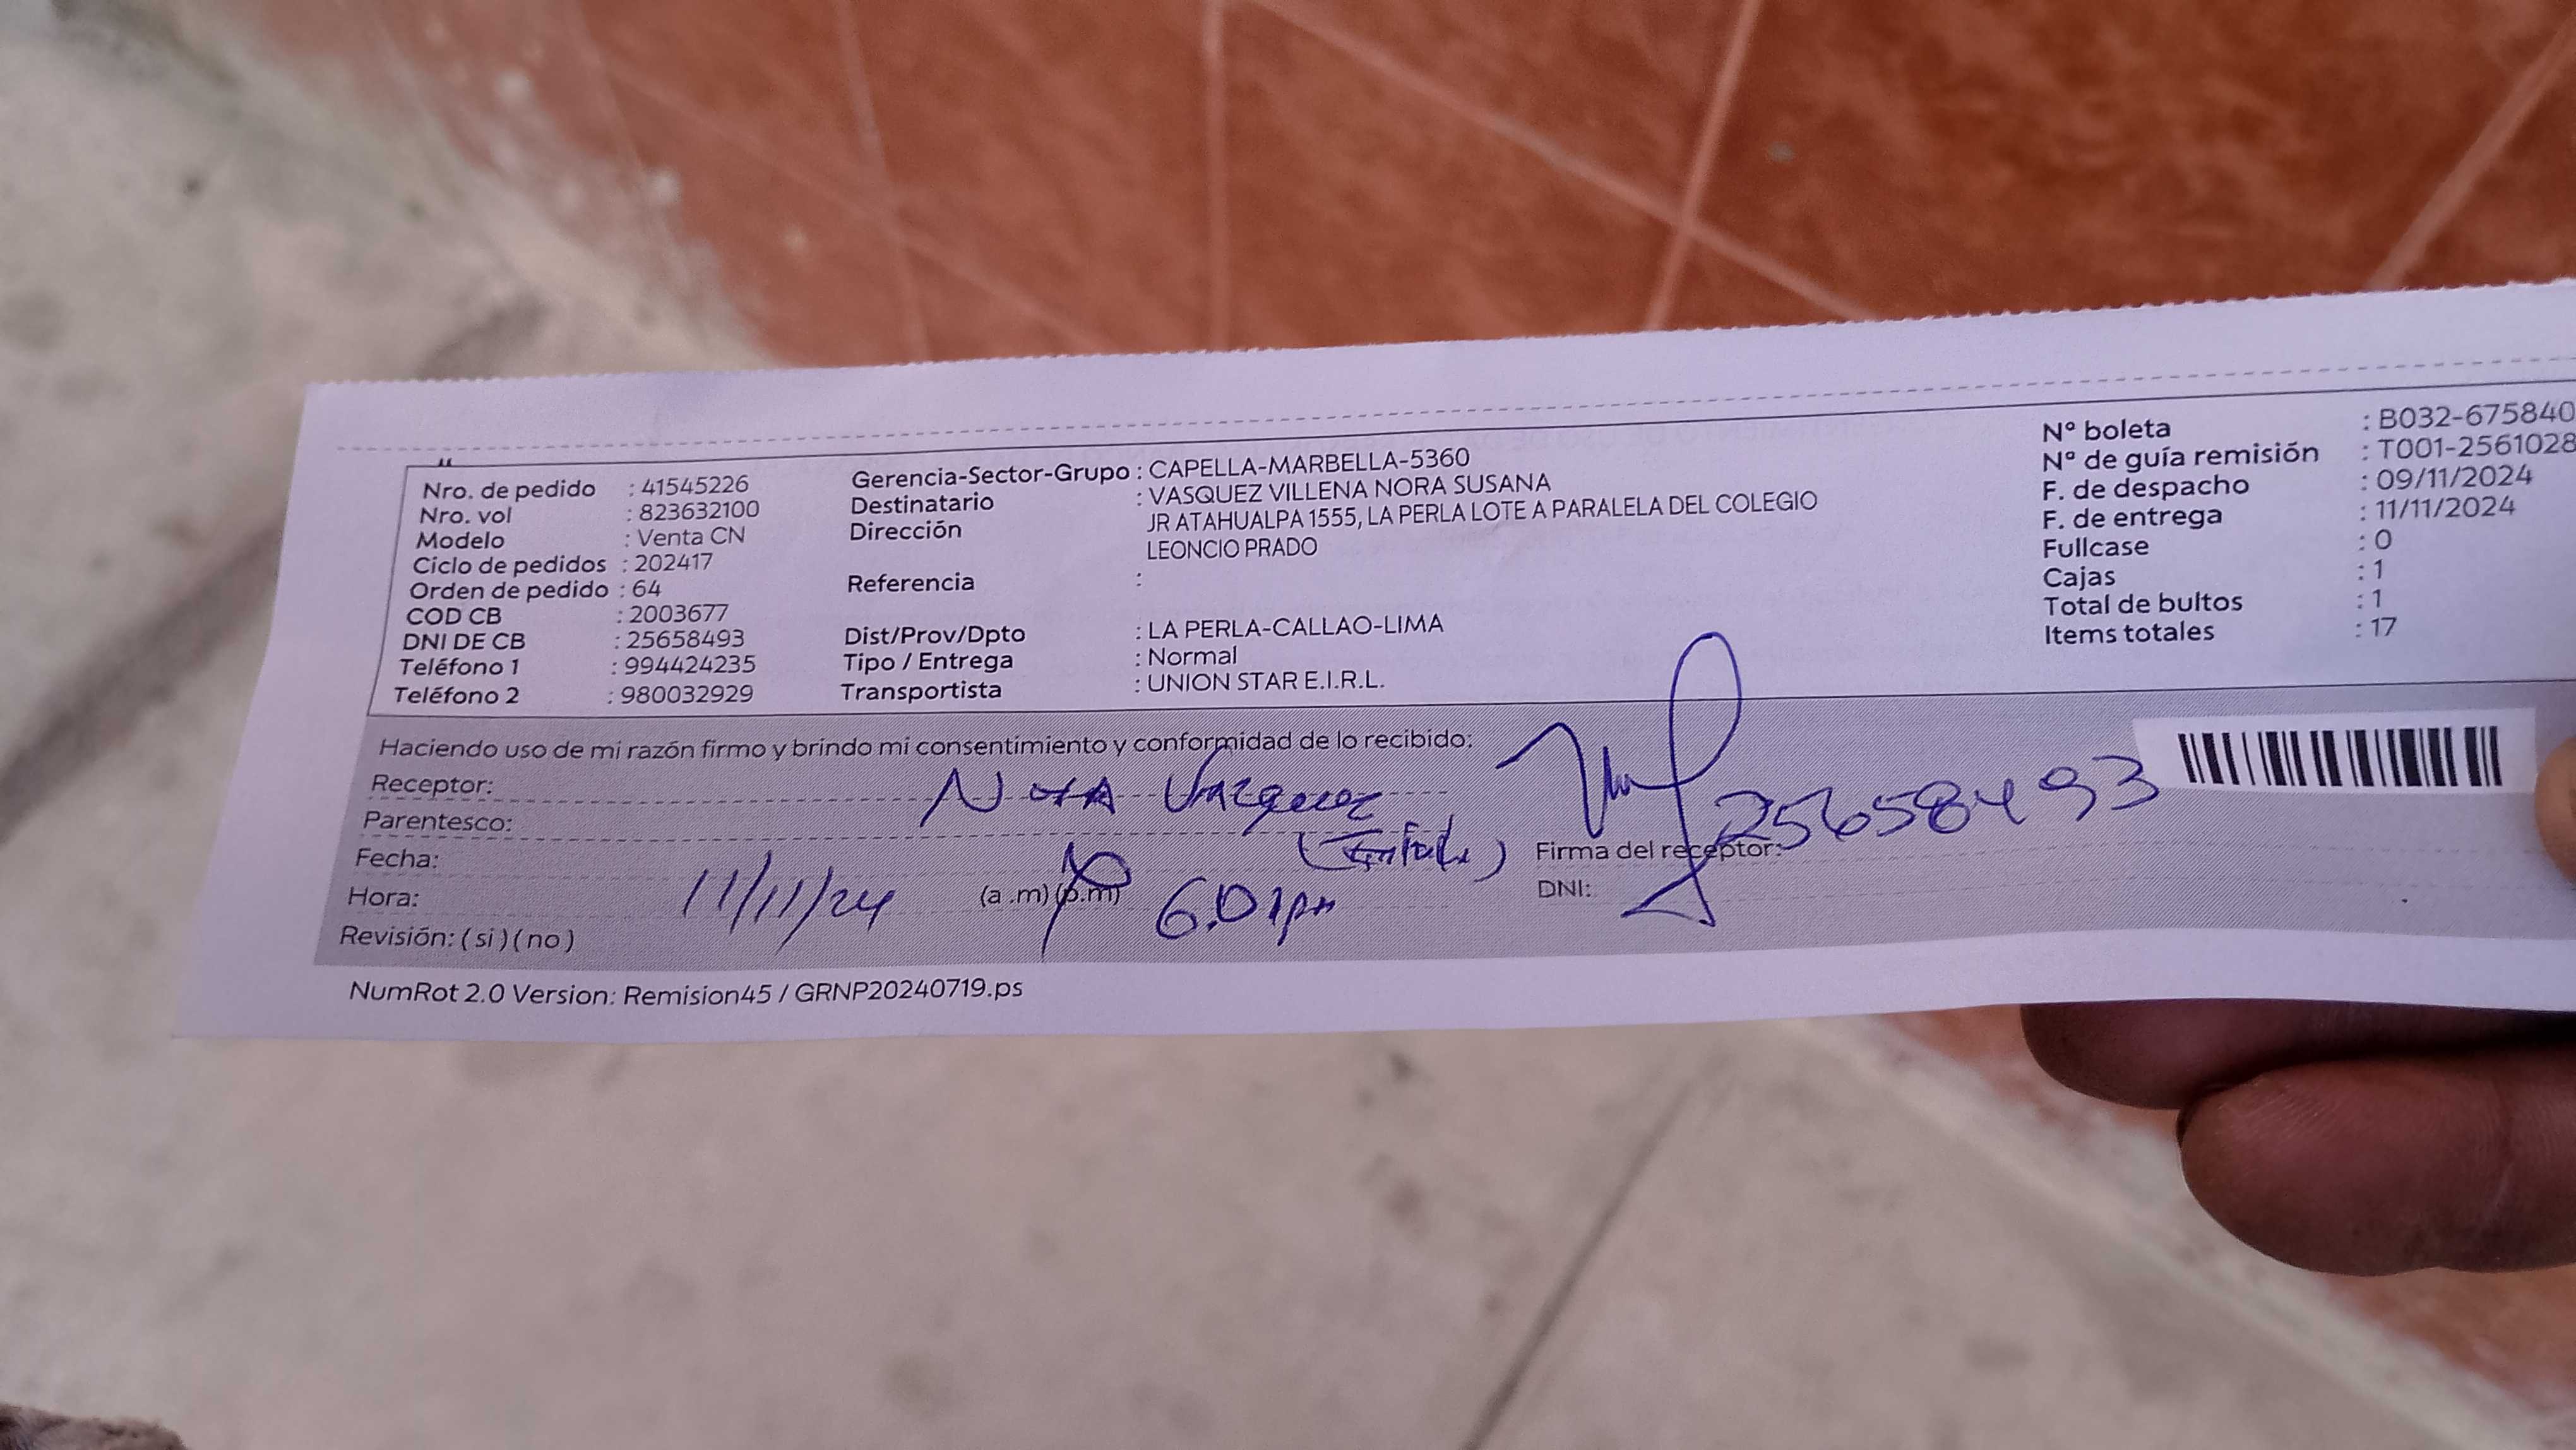 Nro. de pedido : 41545226
Nro. vol : 823632100
Modelo : Venta CN
Ciclo de pedidos : 202417
Orden de pedido : 64
COD CB : 2003677
DNI DE CB : 25658493
Teléfono 1 : 994424235
Teléfono 2 : 980032929
Gerencia-Sector-Grupo : CAPELLA-MARBELLA-5360
Destinatario : VASQUEZ VILLENA NORA SUSANA
Dirección JR ATAHUALPA 1555, LA PERLA LOTE A PARALELA DEL COLEGIO
LEONCIO PRADO
Referencia :
Dist/Prov/Dpto : LA PERLA-CALLAO-LIMA
Tipo / Entrega : Normal
Transportista : UNION STAR E.I.R.L.
Nº boleta : B032-675840
Nº de guía remisión : T001-2561028
F. de despacho : 09/11/2024
F. de entrega : 11/11/2024
Fullcase : 0
Cajas : 1
Total de bultos : 1
Items totales : 17
Haciendo uso de mi razón firmo y brindo mi consentimiento y conformidad de lo recibido:
Receptor: Nora Vazquez
Parentesco:
Fecha: 11/11/24
Hora: (a .m) (p.m) 6.01pm
Revisión: ( si ) ( no )
Firma del receptor:
DNI: 25658493
NumRot 2.0 Version: Remision45 / GRNP20240719.ps